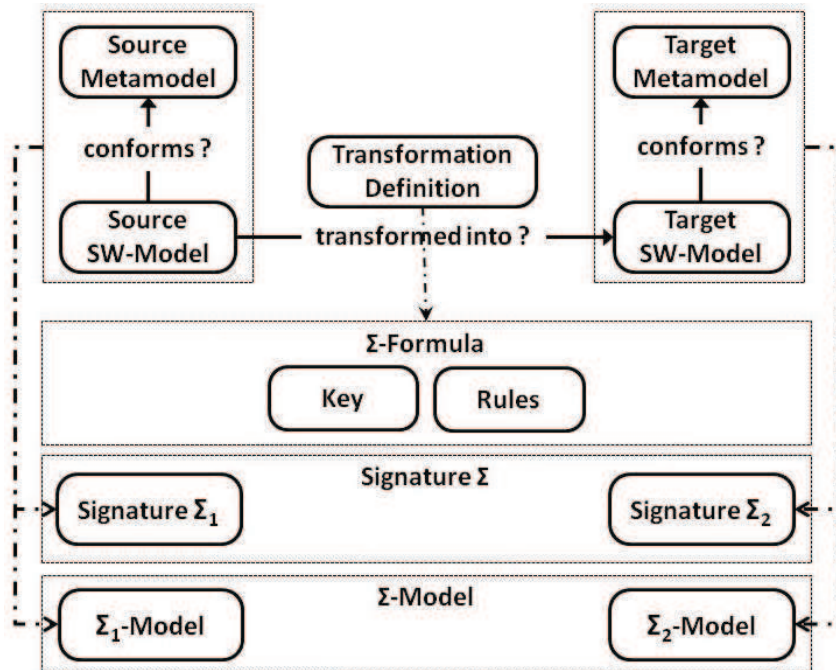 Source
Metamodel
Target
Metamodel
conforms ?
Transformation
Definition
conforms ?
Source
SW-Model
transformed into ?
Target
SW-Model
Σ-Formula
Key
Rules
Signature Σ
Signature Σ₁
Signature Σ₂
Σ-Model
Σ₁-Model
Σ₂-Model